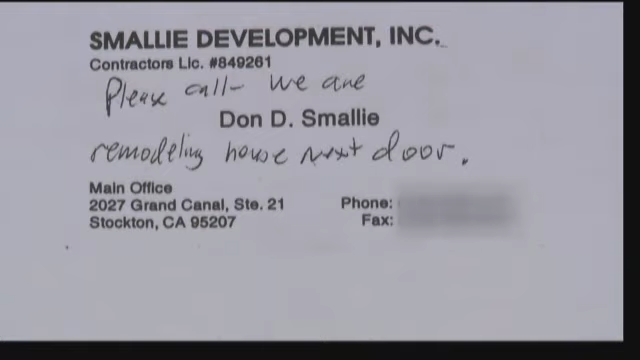 SMALLIE DEVELOPMENT, INC.
Contractors Lic. #849261
Please call- we are
Don D. Smallie
remodeling house next door.
Main Office
2027 Grand Canal, Ste. 21
Stockton, CA 95207
Phone:
Fax: